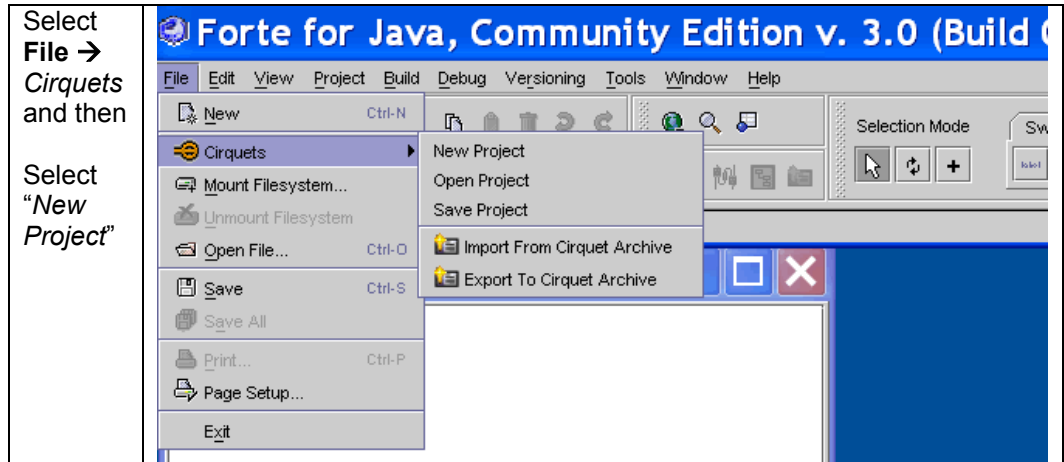 Select
File →
Cirquets
and then
Select
“New
Project”
Forte for Java, Community Edition v. 3.0 (Build
File Edit View Project Build Debug Versioning Tools Window Help
New Ctrl-N
Cirquets
Mount Filesystem...
Unmount Filesystem
Open File... Ctrl-O
Save Ctrl-S
Save All
Print... Ctrl-P
Page Setup...
Exit
New Project
Open Project
Save Project
Import From Cirquet Archive
Export To Cirquet Archive
Selection Mode
Sw
label